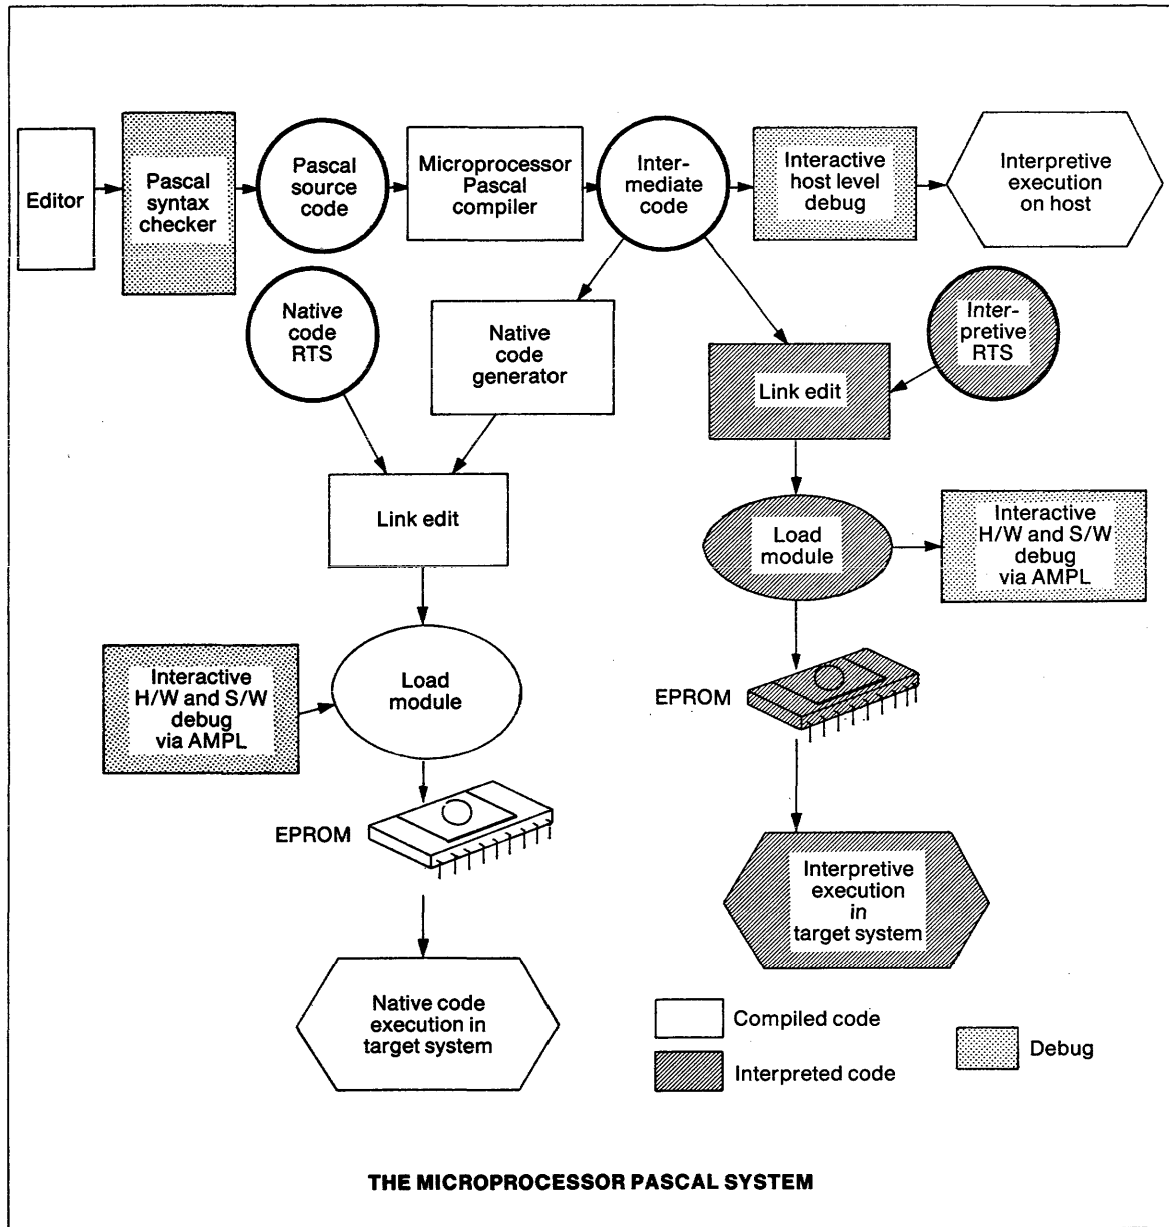 Editor
Pascal
syntax
checker
Pascal
source
code
Microprocessor
Pascal
compiler
Inter-
mediate
code
Interactive
host level
debug
Interpretive
execution
on host
Native
code
RTS
Native
code
generator
Link edit
Inter-
pretive
RTS
Link edit
Load
module
Interactive
H/W and S/W
debug
via AMPL
Interactive
H/W and S/W
debug
via AMPL
Load
module
EPROM
EPROM
Interpretive
execution
in
target system
Native code
execution in
target system
Compiled code
Interpreted code
Debug
THE MICROPROCESSOR PASCAL SYSTEM